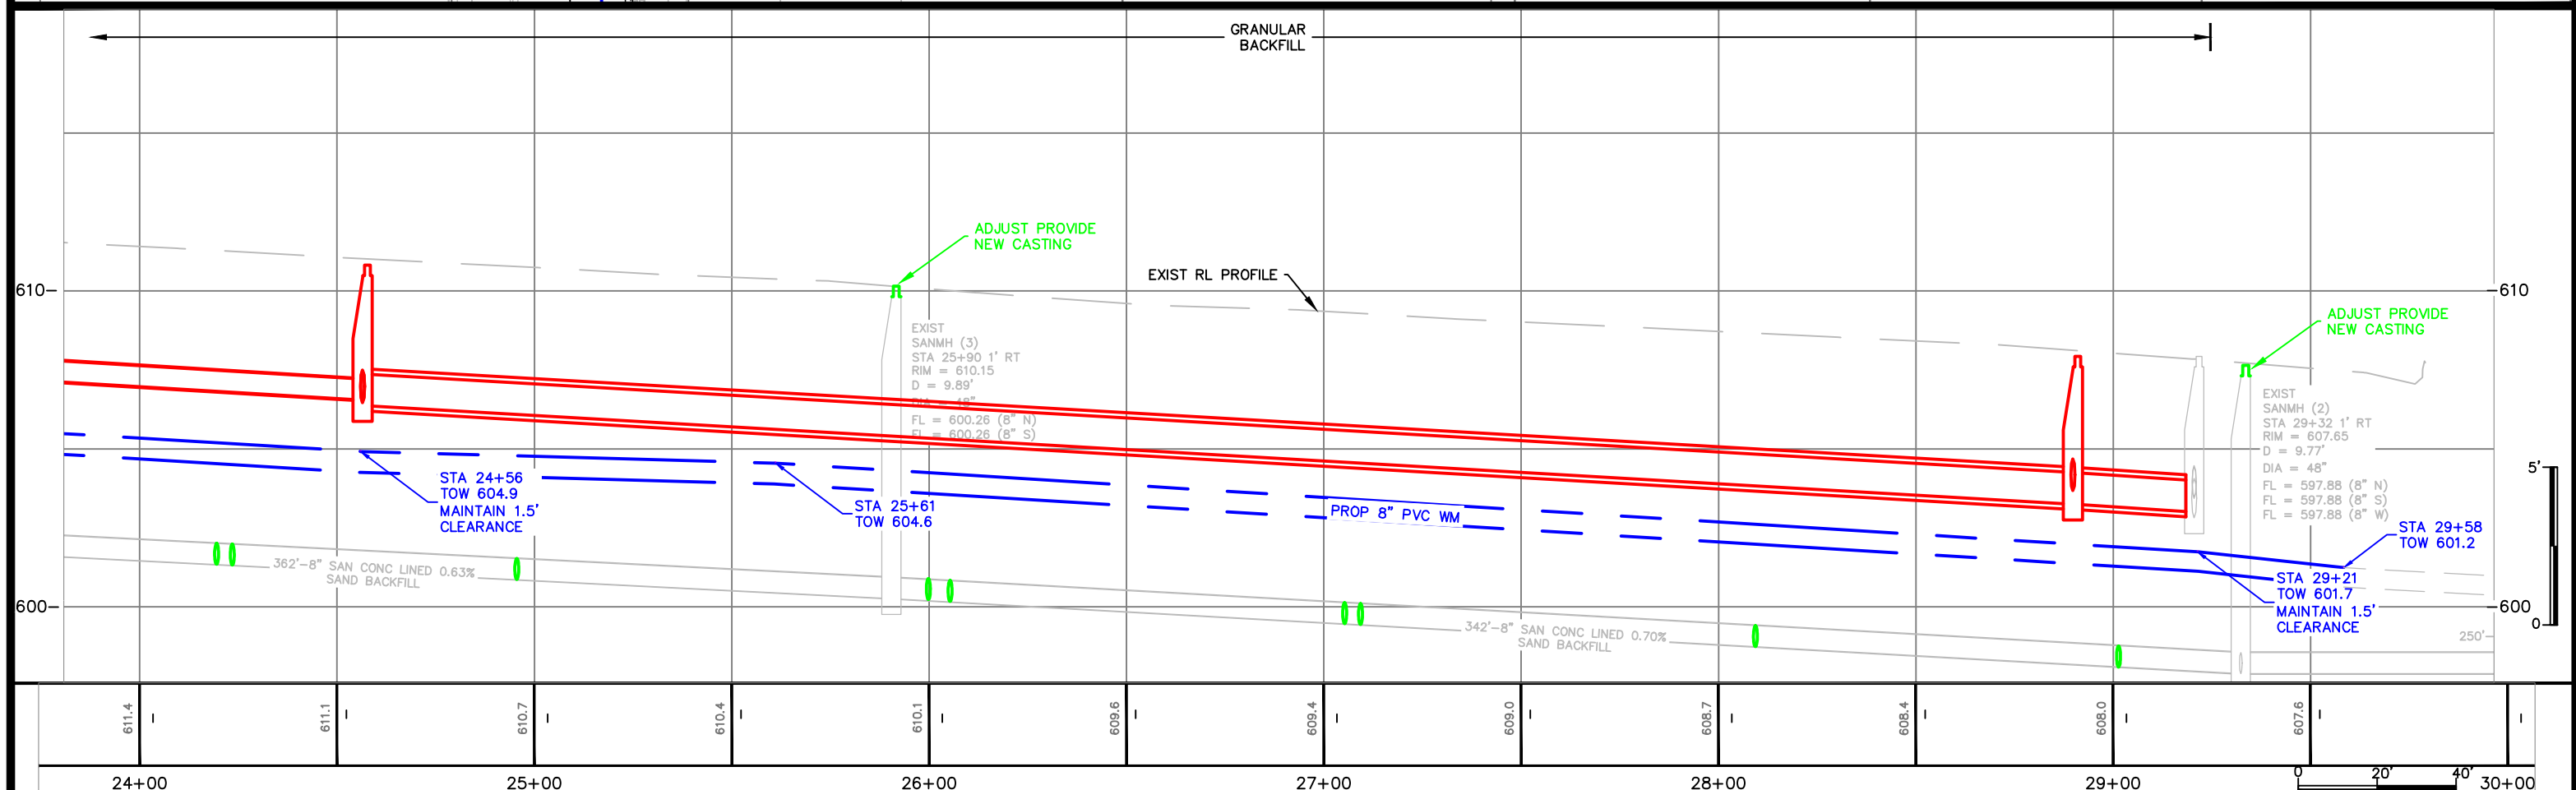 GRANULAR
BACKFILL
ADJUST PROVIDE
NEW CASTING
EXIST RL PROFILE
610
610
ADJUST PROVIDE
NEW CASTING
EXIST
SANMH (3)
STA 25+90 1' RT
RIM = 610.15
D = 9.89'
DIA = 48"
FL = 600.26 (8" N)
FL = 600.26 (8" S)
EXIST
SANMH (2)
STA 29+32 1' RT
RIM = 607.65
D = 9.77'
DIA = 48"
FL = 597.88 (8" N)
FL = 597.88 (8" S)
FL = 597.88 (8" W)
STA 24+56
TOW 604.9
MAINTAIN 1.5'
CLEARANCE
STA 25+61
TOW 604.6
PROP 8" PVC WM
STA 29+58
TOW 601.2
STA 29+21
TOW 601.7
MAINTAIN 1.5'
CLEARANCE
5'
0
362'-8" SAN CONC LINED 0.63%
SAND BACKFILL
600
600
342'-8" SAN CONC LINED 0.70%
SAND BACKFILL
250'
611.4
611.1
610.7
610.4
610.1
609.6
609.4
609.0
608.7
608.4
608.0
607.6
24+00
25+00
26+00
27+00
28+00
29+00
30+00
0 20' 40'